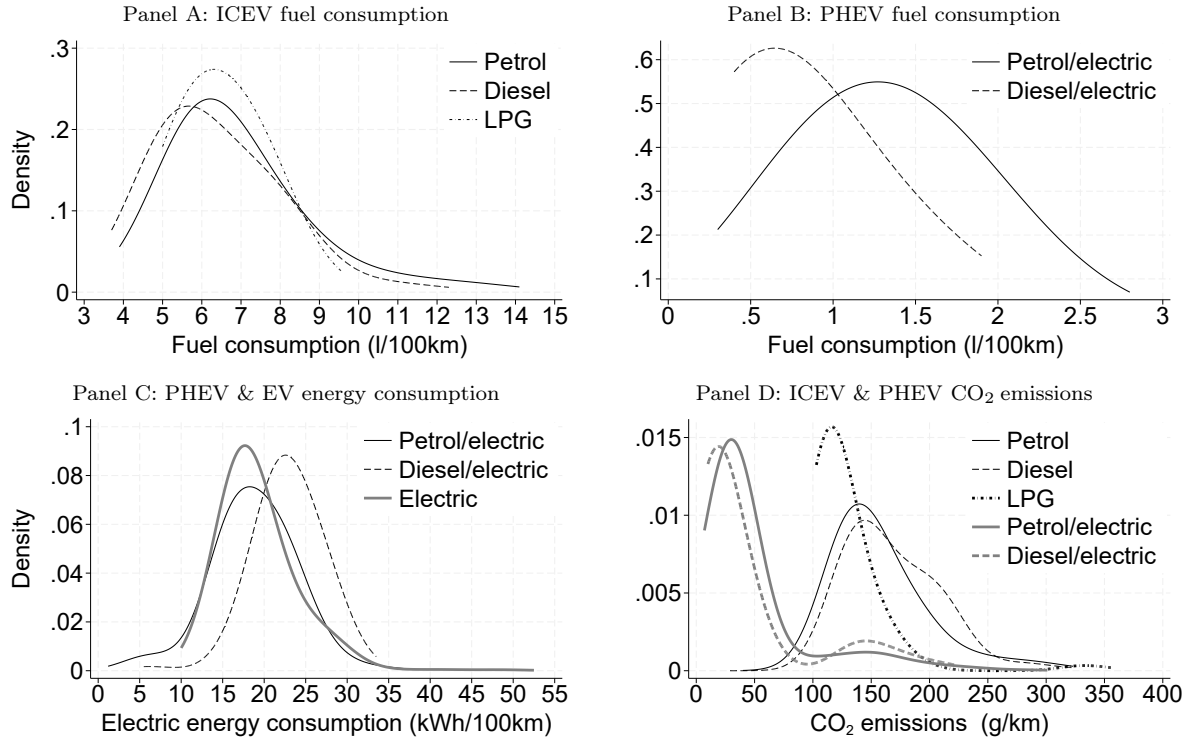 Panel A: ICEV fuel consumption
.3
.2
.1
0
Density
Petrol
Diesel
LPG
3 4 5 6 7 8 9 10 11 12 13 14 15
Fuel consumption (l/100km)
Panel B: PHEV fuel consumption
.6
.5
.4
.3
.2
.1
Petrol/electric
Diesel/electric
0 .5 1 1.5 2 2.5 3
Fuel consumption (l/100km)
Panel C: PHEV & EV energy consumption
.1
.08
.06
.04
.02
0
Density
Petrol/electric
Diesel/electric
Electric
0 5 10 15 20 25 30 35 40 45 50 55
Electric energy consumption (kWh/100km)
Panel D: ICEV & PHEV CO₂ emissions
.015
.01
.005
0
Petrol
Diesel
LPG
Petrol/electric
Diesel/electric
0 50 100 150 200 250 300 350 400
CO₂ emissions (g/km)